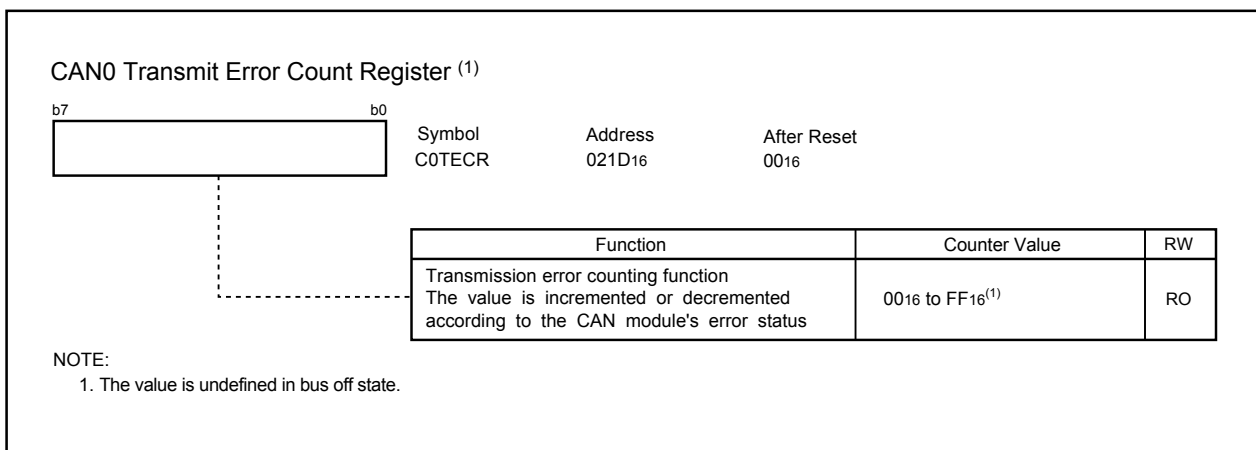 CAN0 Transmit Error Count Register (1)
b7 b0
Symbol Address After Reset
C0TECR 021D16 0016
Function Counter Value RW
Transmission error counting function
The value is incremented or decremented
according to the CAN module's error status
0016 to FF16(1)
RO
NOTE:
1. The value is undefined in bus off state.